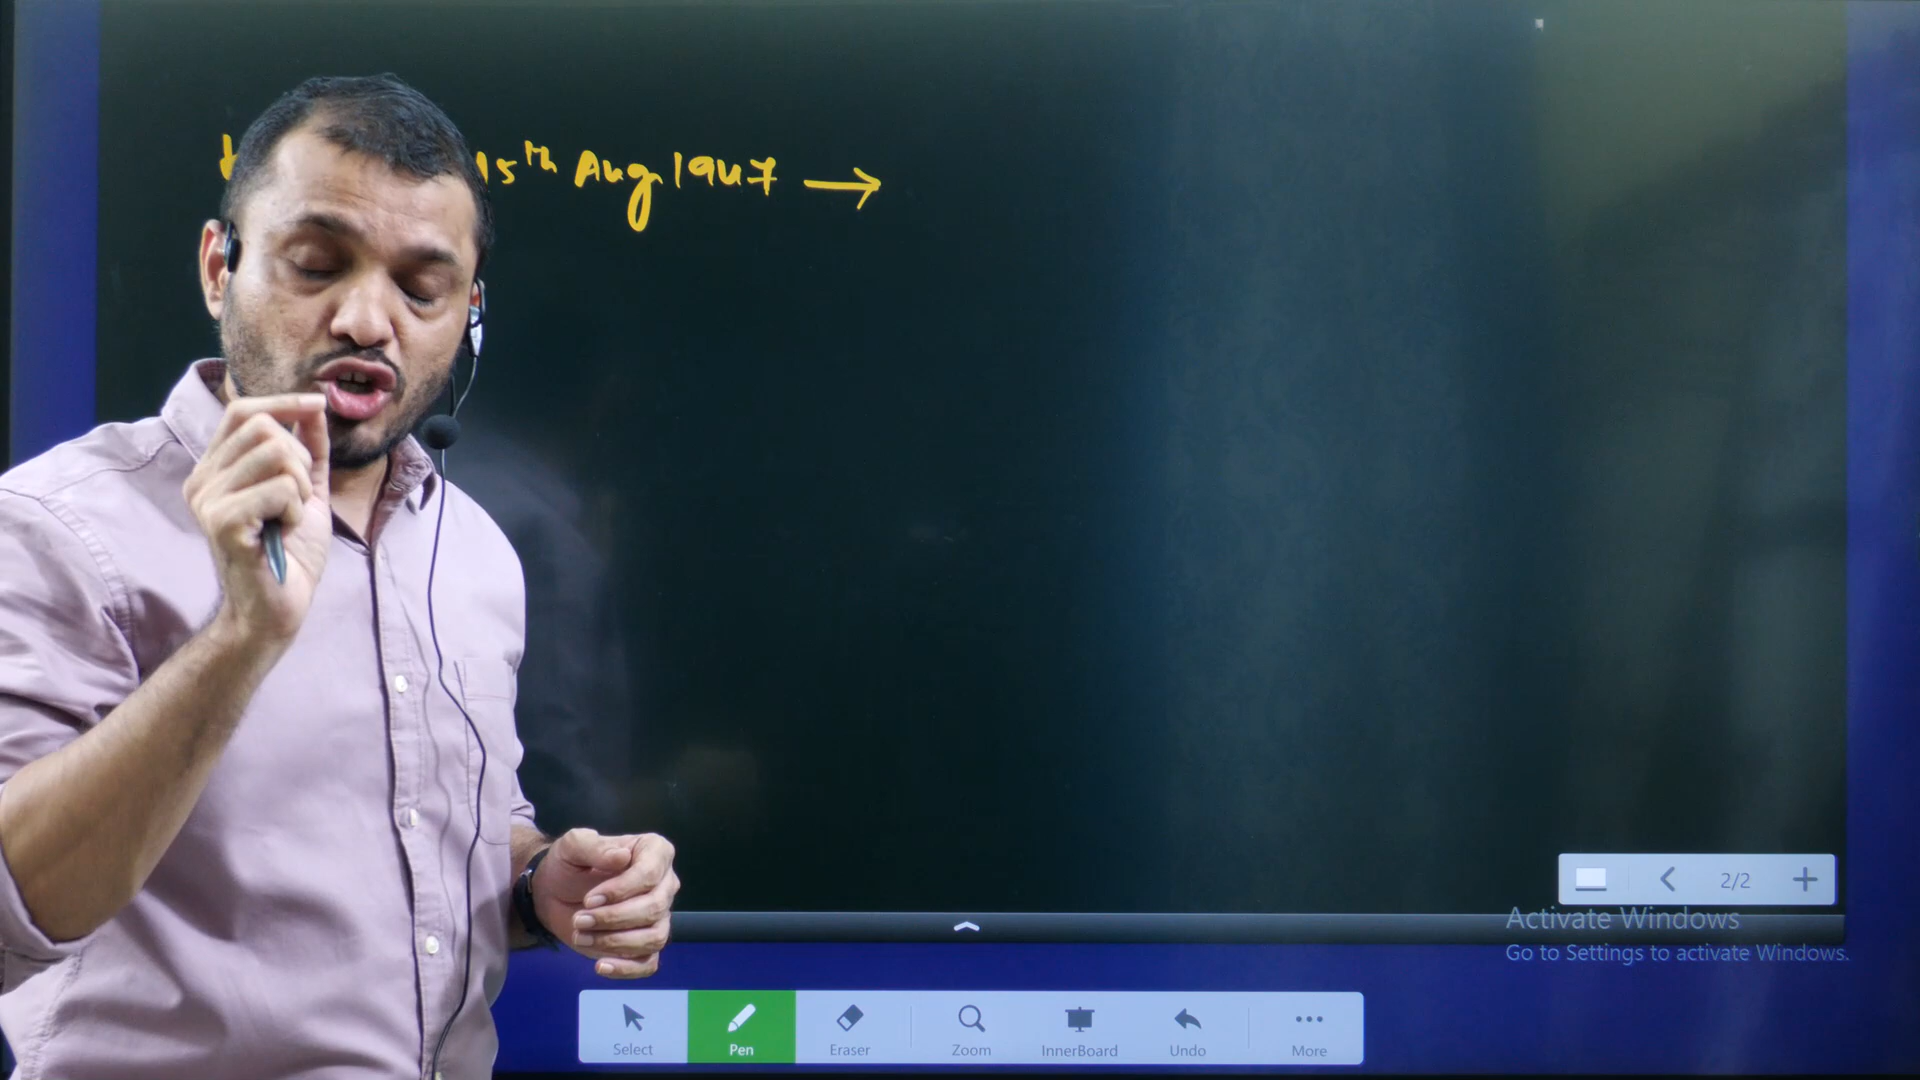 15th Aug 1947 →
2/2
Activate Windows
Go to Settings to activate Windows.
Select Pen Eraser Zoom InnerBoard Undo More